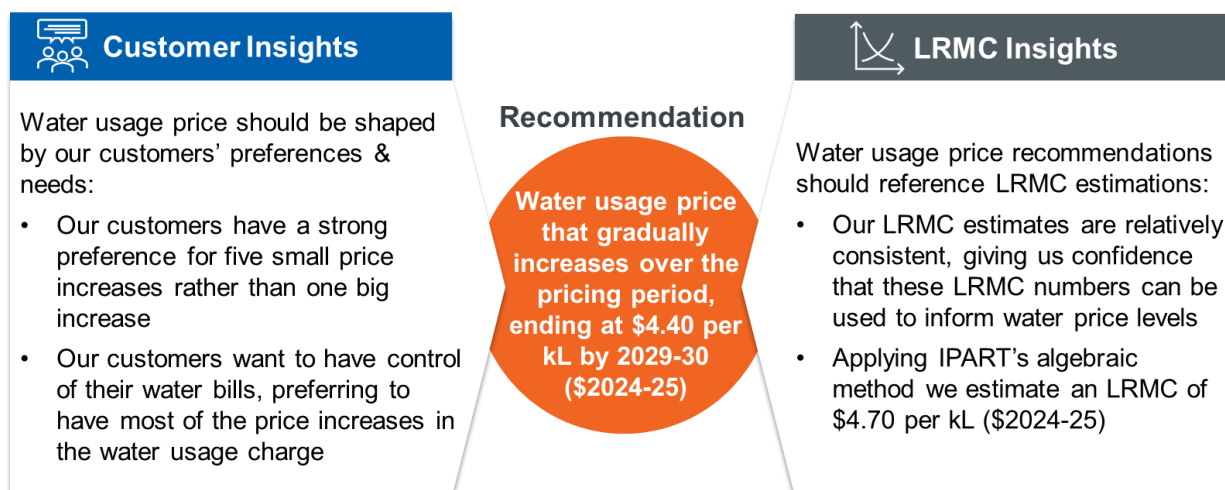 Customer Insights
Water usage price should be shaped
by our customers' preferences &
needs:
• Our customers have a strong
preference for five small price
increases rather than one big
increase
• Our customers want to have control
of their water bills, preferring to
have most of the price increases in
the water usage charge
Recommendation
Water usage price
that gradually
increases over the
pricing period,
ending at $4.40 per
kL by 2029-30
($2024-25)
LRMC Insights
Water usage price recommendations
should reference LRMC estimations:
• Our LRMC estimates are relatively
consistent, giving us confidence
that these LRMC numbers can be
used to inform water price levels
• Applying IPART's algebraic
method we estimate an LRMC of
$4.70 per kL ($2024-25)